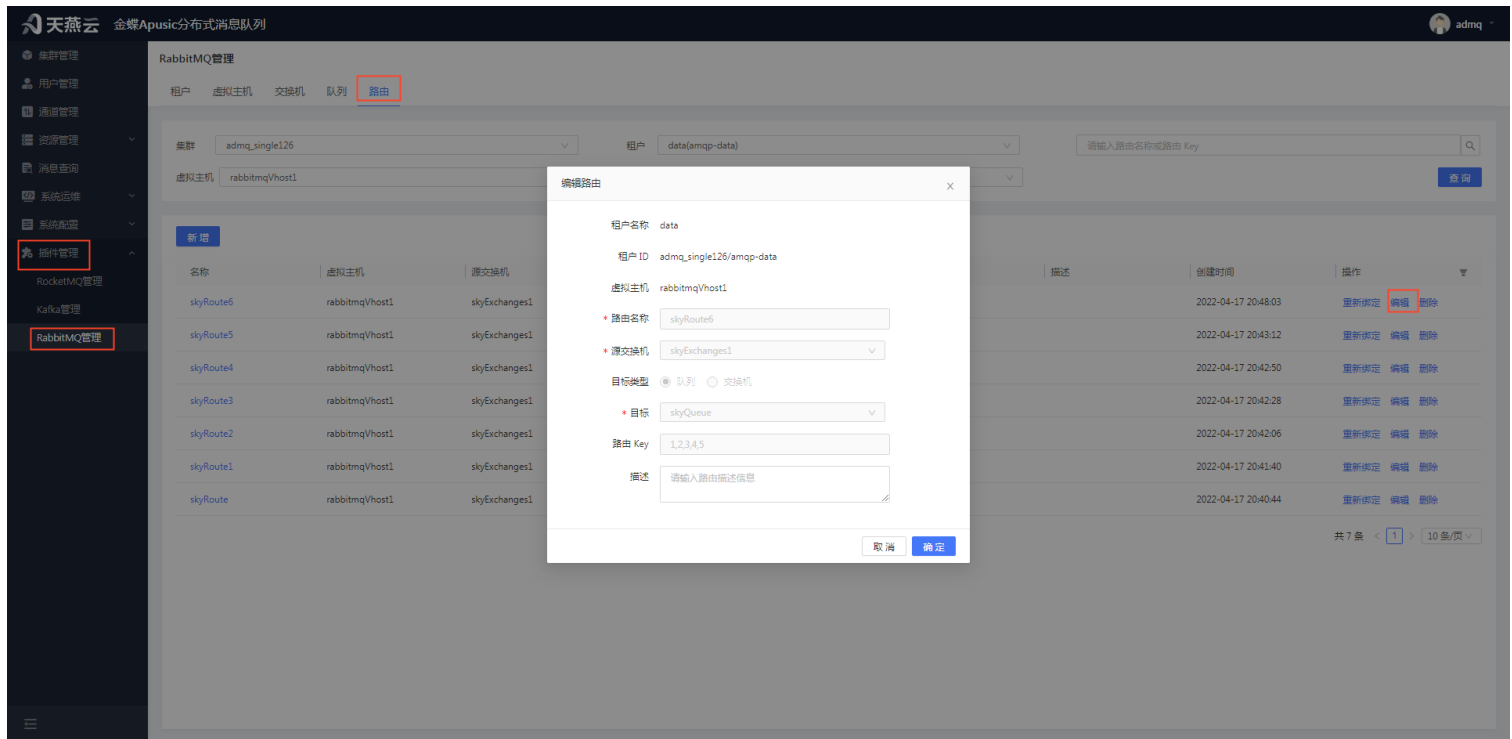 天燕云 金蝶Apusic分布式消息队列 admq
集群管理
用户管理
通道管理
资源管理
消息查询
系统运维
系统配置
插件管理
RocketMQ管理
Kafka管理
RabbitMQ管理
RabbitMQ管理
租户 虚拟主机 交换机 队列 路由
集群 admq_single126 租户 data(amqp-data) 请输入路由名称或路由 Key
虚拟主机 rabbitmqVhost1 查 询
新 增
名称 虚拟主机 源交换机 描述 创建时间 操作
skyRoute6 rabbitmqVhost1 skyExchanges1 2022-04-17 20:48:03 重新绑定 编辑 删除
skyRoute5 rabbitmqVhost1 skyExchanges1 2022-04-17 20:43:12 重新绑定 编辑 删除
skyRoute4 rabbitmqVhost1 skyExchanges1 2022-04-17 20:42:50 重新绑定 编辑 删除
skyRoute3 rabbitmqVhost1 skyExchanges1 2022-04-17 20:42:28 重新绑定 编辑 删除
skyRoute2 rabbitmqVhost1 skyExchanges1 2022-04-17 20:42:06 重新绑定 编辑 删除
skyRoute1 rabbitmqVhost1 skyExchanges1 2022-04-17 20:41:40 重新绑定 编辑 删除
skyRoute rabbitmqVhost1 skyExchanges1 2022-04-17 20:40:44 重新绑定 编辑 删除
共 7 条 < 1 > 10 条/页
编辑路由
租户名称 data
租户 ID admq_single126/amqp-data
虚拟主机 rabbitmqVhost1
* 路由名称 skyRoute6
* 源交换机 skyExchanges1
目标类型 队列 交换机
* 目标 skyQueue
路由 Key 1,2,3,4,5
描述 请输入路由描述信息
取 消 确 定